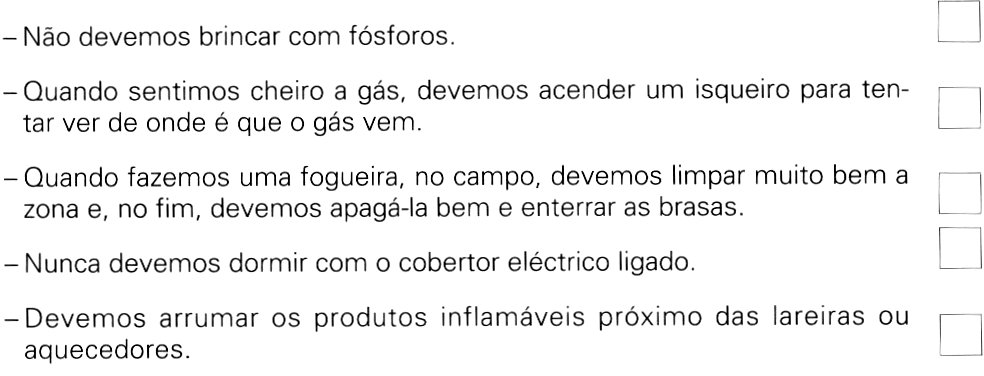 – Não devemos brincar com fósforos.
– Quando sentimos cheiro a gás, devemos acender um isqueiro para ten-
tar ver de onde é que o gás vem.
– Quando fazemos uma fogueira, no campo, devemos limpar muito bem a
zona e, no fim, devemos apagá-la bem e enterrar as brasas.
– Nunca devemos dormir com o cobertor eléctrico ligado.
– Devemos arrumar os produtos inflamáveis próximo das lareiras ou
aquecedores.